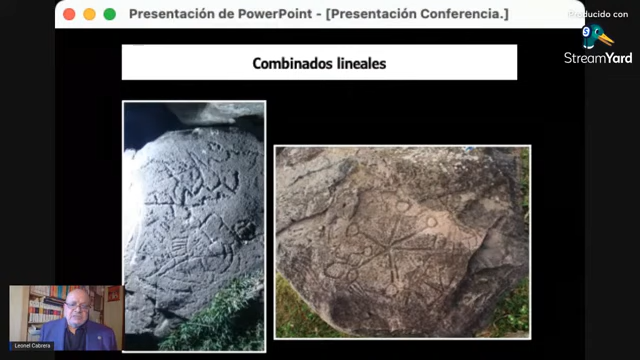 Presentación de PowerPoint - [Presentación Conferencia.]
Producido con
StreamYard
Combinados lineales
Leonel Cabrera